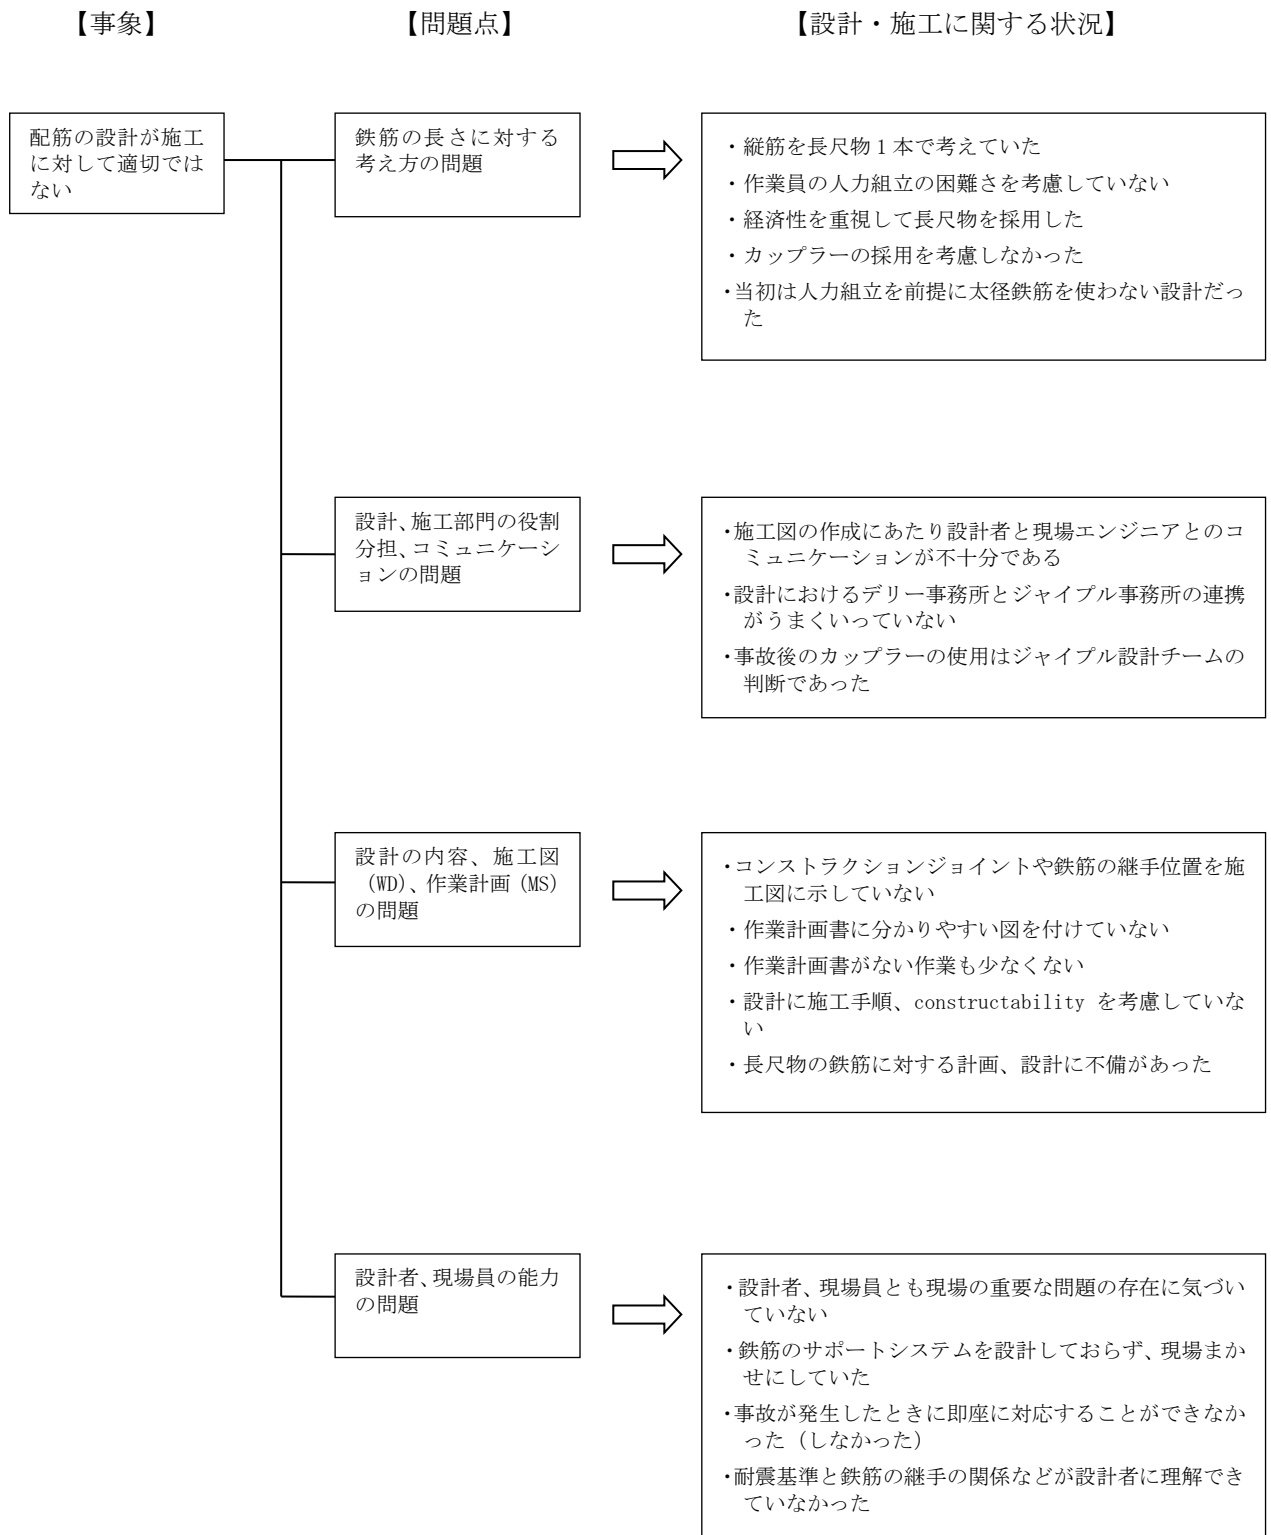 【事象】 【問題点】 【設計・施工に関する状況】
配筋の設計が施工
に対して適切では
ない
鉄筋の長さに対する
考え方の問題
・縦筋を長尺物1本で考えていた
・作業員の人力組立の困難さを考慮していない
・経済性を重視して長尺物を採用した
・カップラーの採用を考慮しなかった
・当初は人力組立を前提に太径鉄筋を使わない設計だっ
た
設計、施工部門の役割
分担、コミュニケーシ
ョンの問題
・施工図の作成にあたり設計者と現場エンジニアとのコ
ミュニケーションが不十分である
・設計におけるデリー事務所とジャイプル事務所の連携
がうまくいっていない
・事故後のカップラーの使用はジャイプル設計チームの
判断であった
設計の内容、施工図
(WD)、作業計画(MS)
の問題
・コンストラクションジョイントや鉄筋の継手位置を施
工図に示していない
・作業計画書に分かりやすい図を付けていない
・作業計画書がない作業も少なくない
・設計に施工手順、constructability を考慮していな
い
・長尺物の鉄筋に対する計画、設計に不備があった
設計者、現場員の能力
の問題
・設計者、現場員とも現場の重要な問題の存在に気づい
ていない
・鉄筋のサポートシステムを設計しておらず、現場まか
せにしていた
・事故が発生したときに即座に対応することができなか
った（しなかった）
・耐震基準と鉄筋の継手の関係などが設計者に理解でき
ていなかった